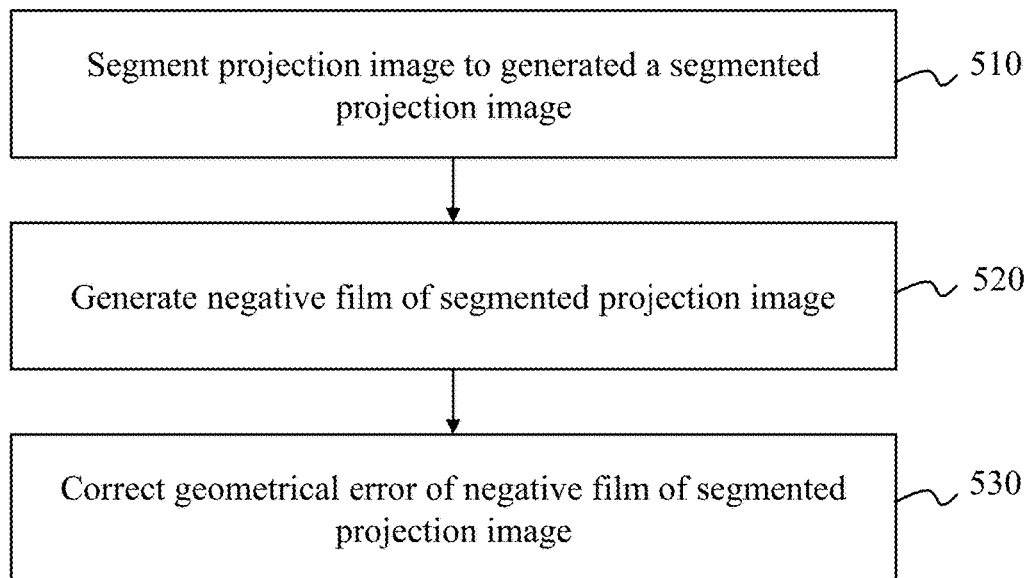 Segment projection image to generated a segmented
projection image
510
Generate negative film of segmented projection image
520
Correct geometrical error of negative film of segmented
projection image
530